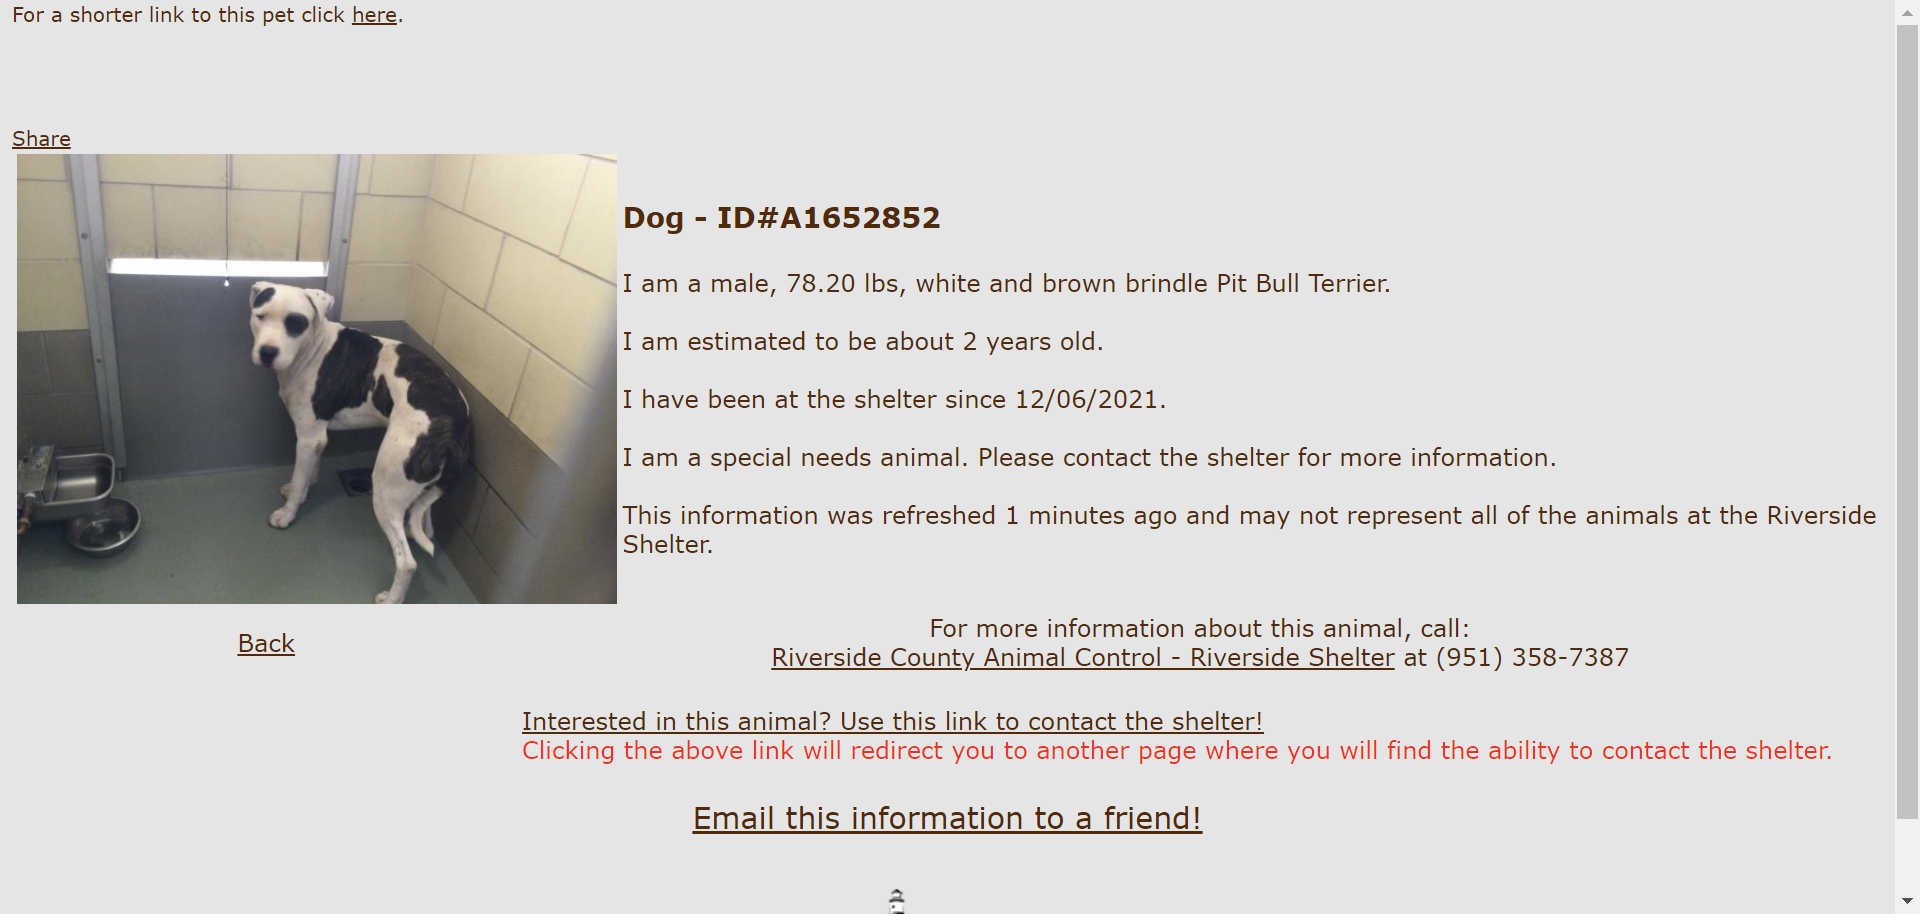 For a shorter link to this pet click here.
Share
Dog - ID#A1652852
I am a male, 78.20 lbs, white and brown brindle Pit Bull Terrier.
I am estimated to be about 2 years old.
I have been at the shelter since 12/06/2021.
I am a special needs animal. Please contact the shelter for more information.
This information was refreshed 1 minutes ago and may not represent all of the animals at the Riverside
Shelter.
Back
For more information about this animal, call:
Riverside County Animal Control - Riverside Shelter at (951) 358-7387
Interested in this animal? Use this link to contact the shelter!
Clicking the above link will redirect you to another page where you will find the ability to contact the shelter.
Email this information to a friend!